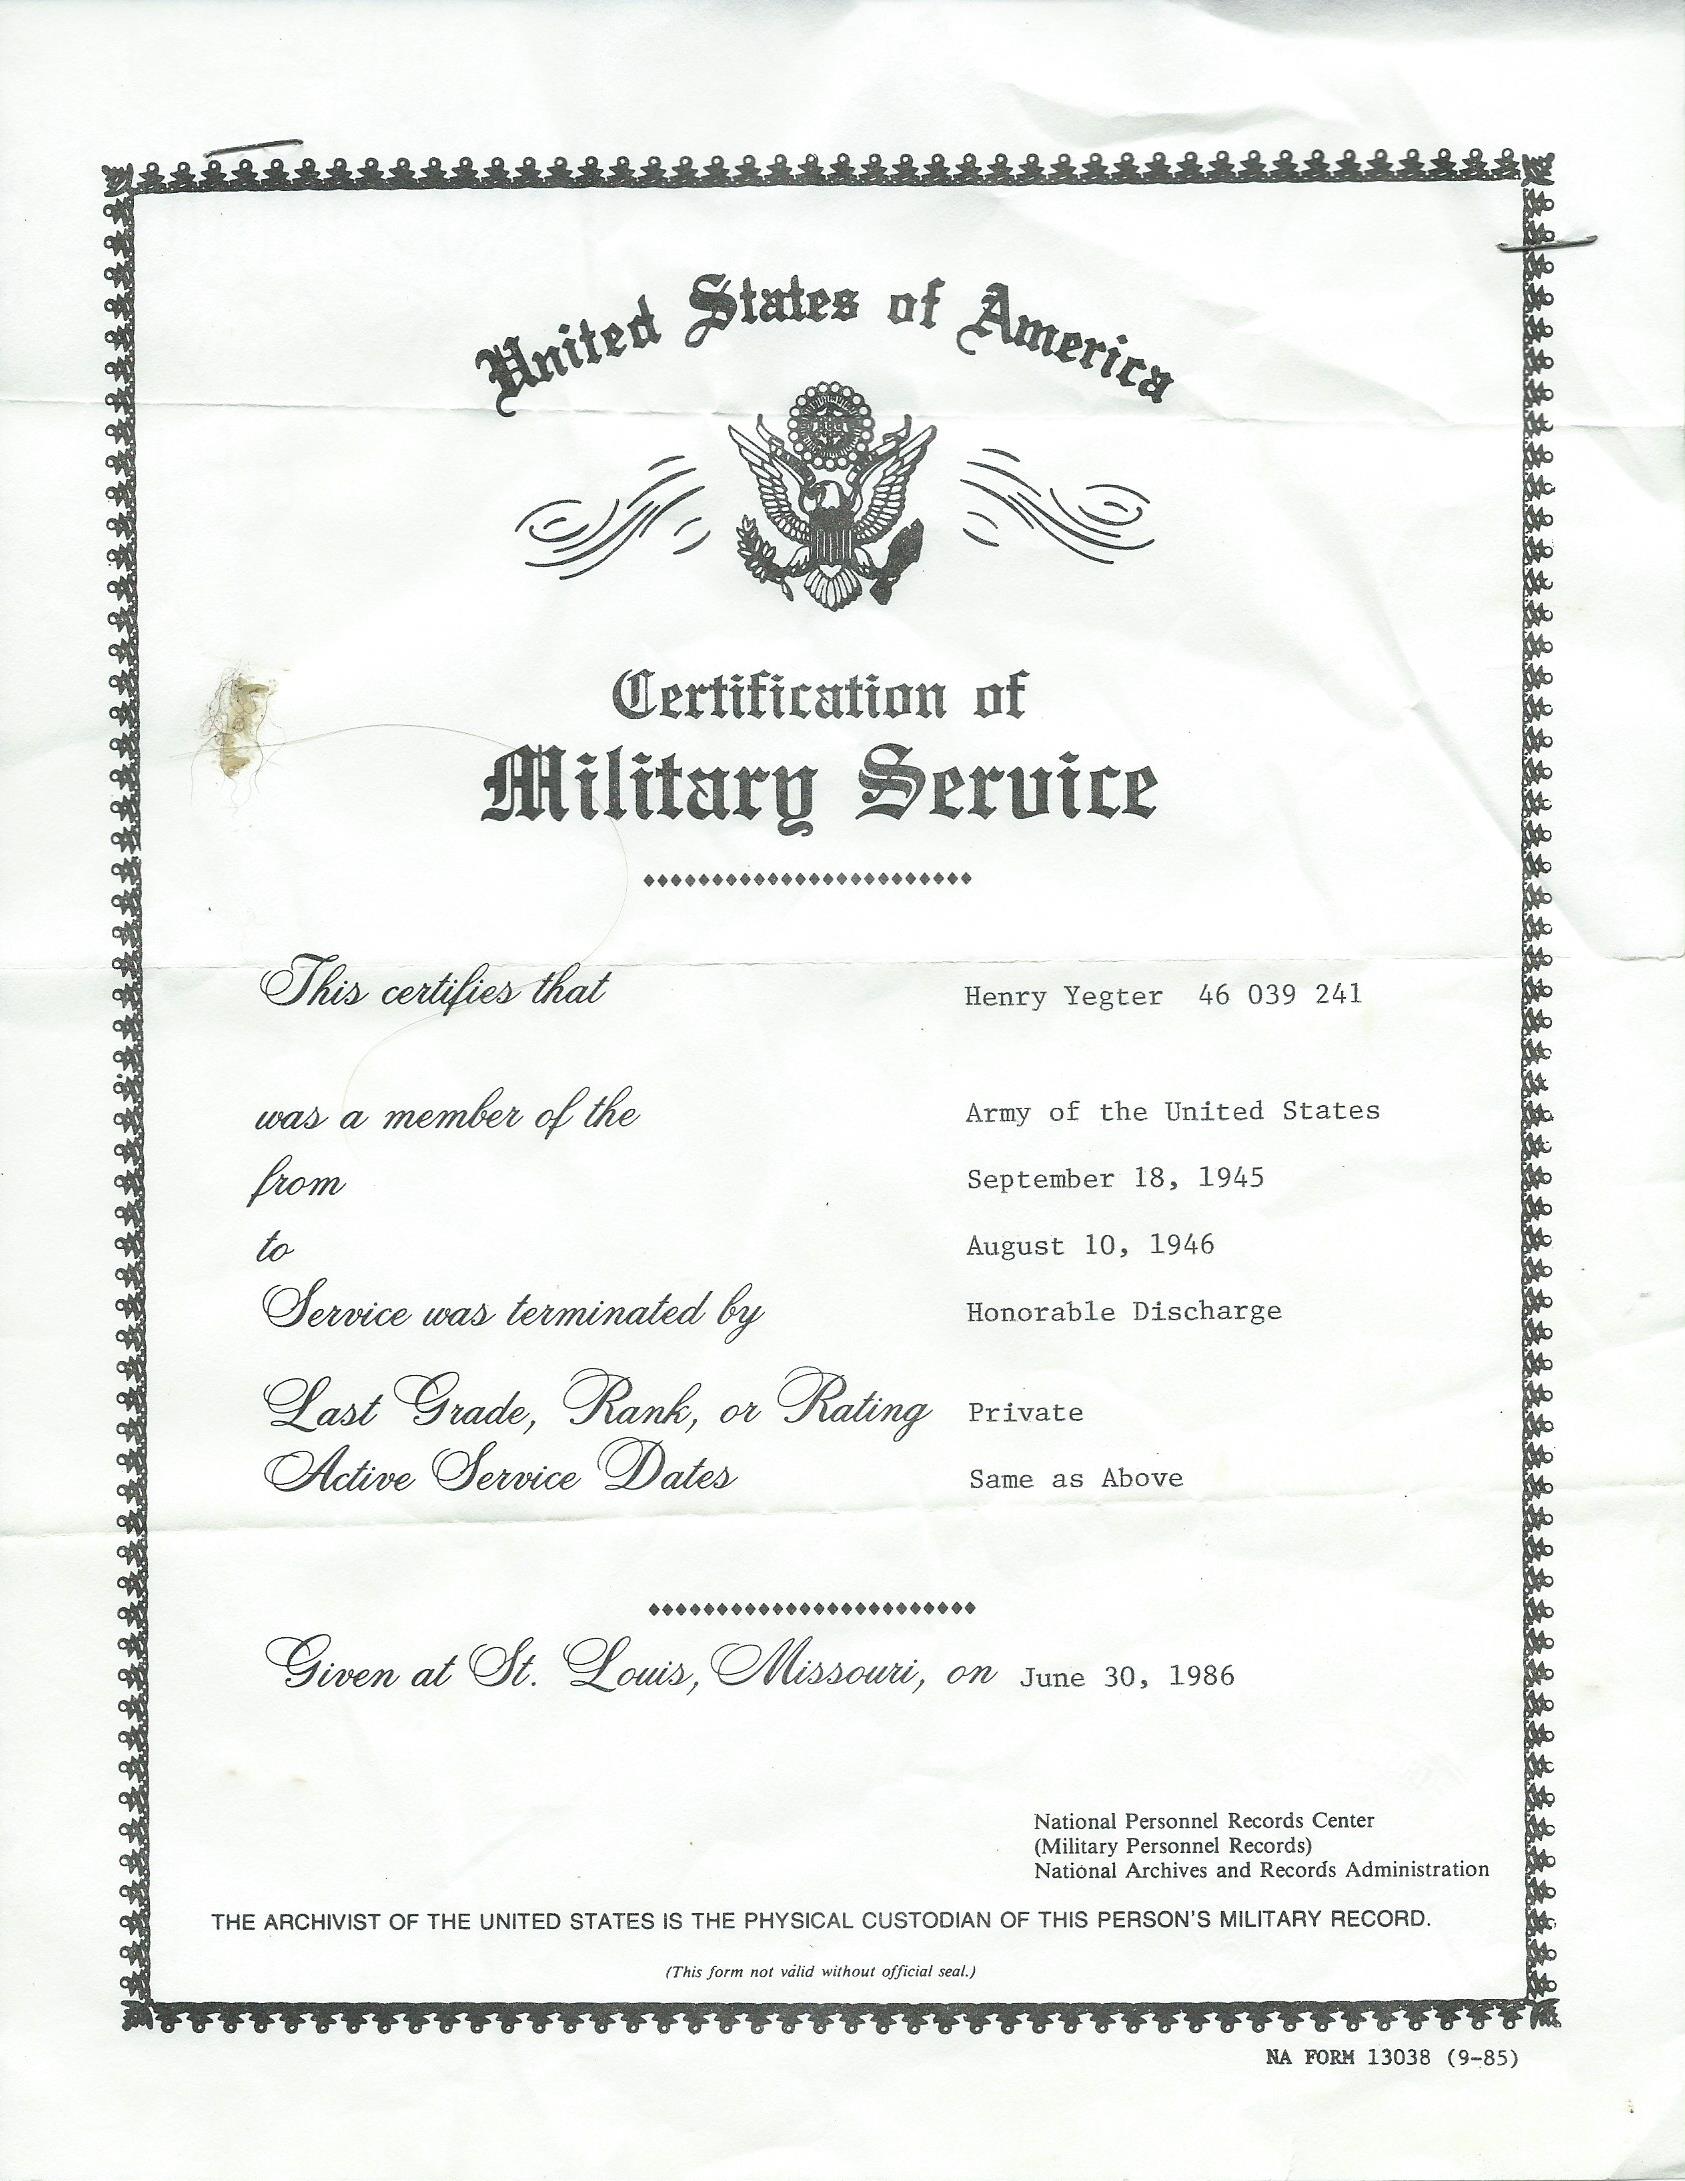 United States of America
Certification of
Military Service
This certifies that Henry Yegter 46 039 241
was a member of the Army of the United States
from September 18, 1945
to August 10, 1946
Service was terminated by Honorable Discharge
Last Grade, Rank, or Rating Private
Active Service Dates Same as Above
Given at St. Louis, Missouri, on June 30, 1986
National Personnel Records Center
(Military Personnel Records)
National Archives and Records Administration
THE ARCHIVIST OF THE UNITED STATES IS THE PHYSICAL CUSTODIAN OF THIS PERSON'S MILITARY RECORD.
(This form not valid without official seal.)
NA FORM 13038 (9-85)